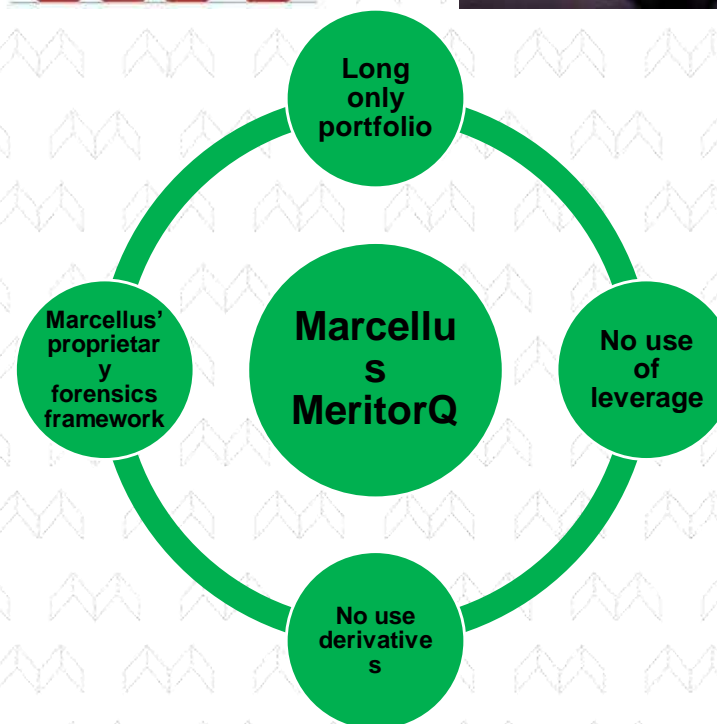 Long
only
portfolio
Marcellus’
proprietar
y
forensics
framework
Marcellu
s
MeritorQ
No use
of
leverage
No use
derivative
s